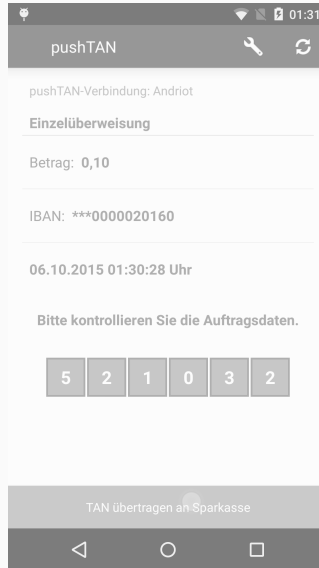 01:31
pushTAN
pushTAN-Verbindung: Andriot
Einzelüberweisung
Betrag: 0,10
IBAN: ***0000020160
06.10.2015 01:30:28 Uhr
Bitte kontrollieren Sie die Auftragsdaten.
5 2 1 0 3 2
TAN übertragen an Sparkasse